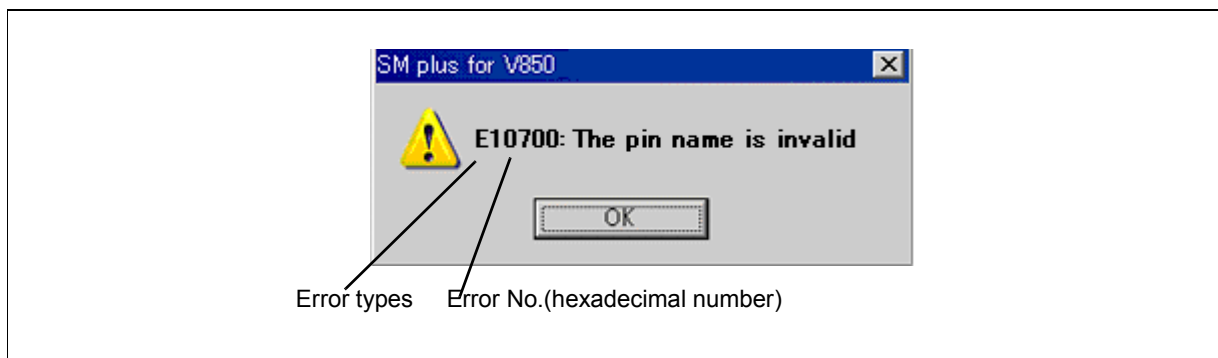 SM plus for V850
E10700: The pin name is invalid
OK
Error types Error No.(hexadecimal number)